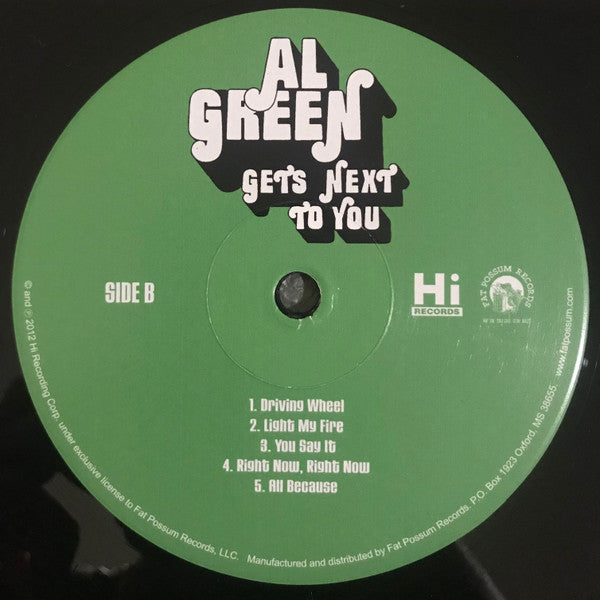 AL
GREEN
GETS NEXT
TO YOU
SIDE B
Hi
RECORDS
FAT POSSUM RECORDS
1. Driving Wheel
2. Light My Fire
3. You Say It
4. Right Now, Right Now
5. All Because
© and ℗ 2012 Hi Recording Corp. under exclusive license to Fat Possum Records, LLC. Manufactured and distributed by Fat Possum Records, P.O. Box 1923 Oxford, MS 38655 www.fatpossum.com